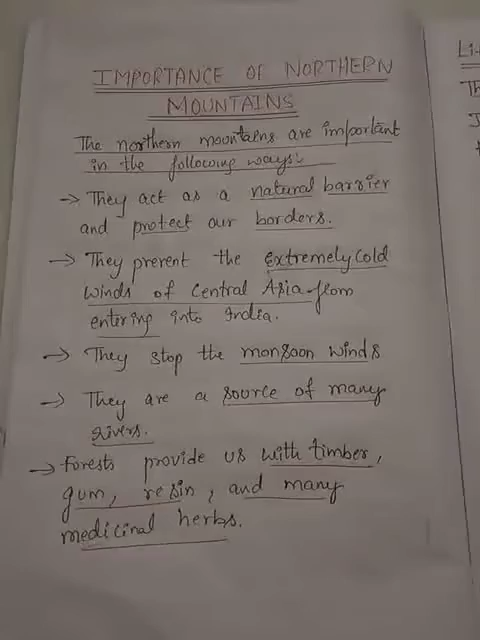 IMPORTANCE OF NORTHERN
MOUNTAINS
The northern mountains are important
in the following ways:
→ They act as a natural barrier
and protect our borders.
→ They prevent the extremely cold
winds of Central Asia from
entering into India.
→ They stop the monsoon winds
→ They are a source of many
rivers.
→ Forests provide us with timber,
gum, resin, and many
medicinal herbs.